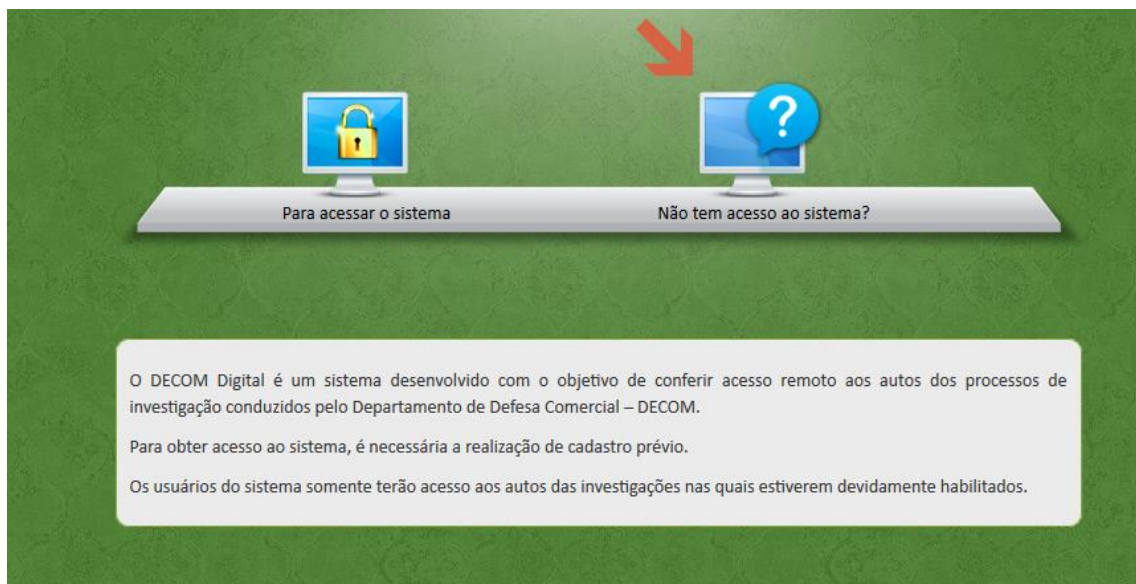 Para acessar o sistema
Não tem acesso ao sistema?
O DECOM Digital é um sistema desenvolvido com o objetivo de conferir acesso remoto aos autos dos processos de
investigação conduzidos pelo Departamento de Defesa Comercial – DECOM.
Para obter acesso ao sistema, é necessária a realização de cadastro prévio.
Os usuários do sistema somente terão acesso aos autos das investigações nas quais estiverem devidamente habilitados.